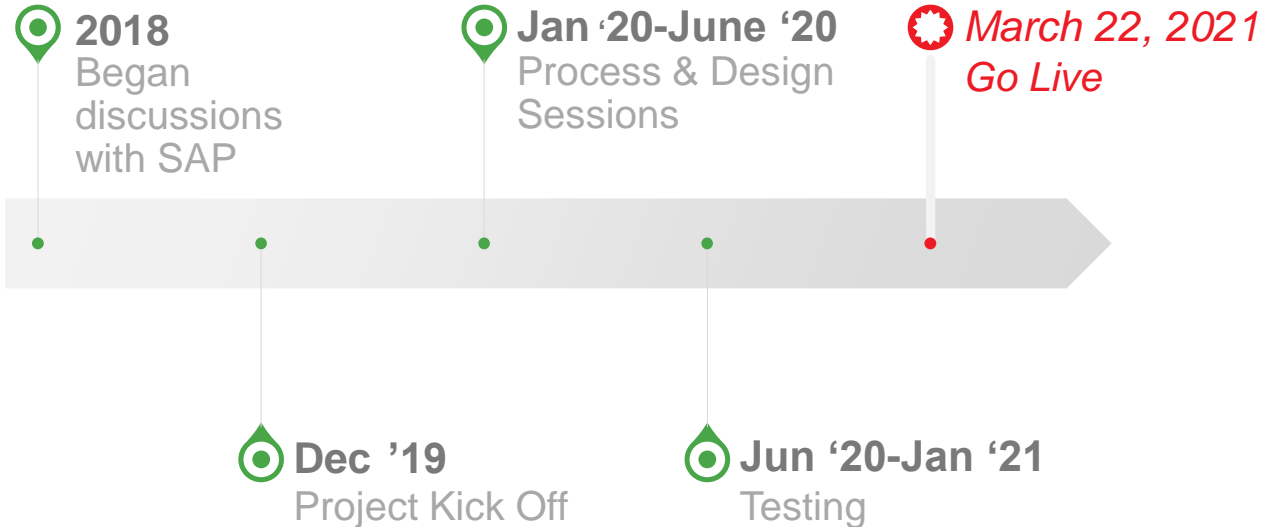 2018
Began
discussions
with SAP
Jan ‘20-June ‘20
Process & Design
Sessions
March 22, 2021
Go Live
Dec ’19
Project Kick Off
Jun ‘20-Jan ‘21
Testing